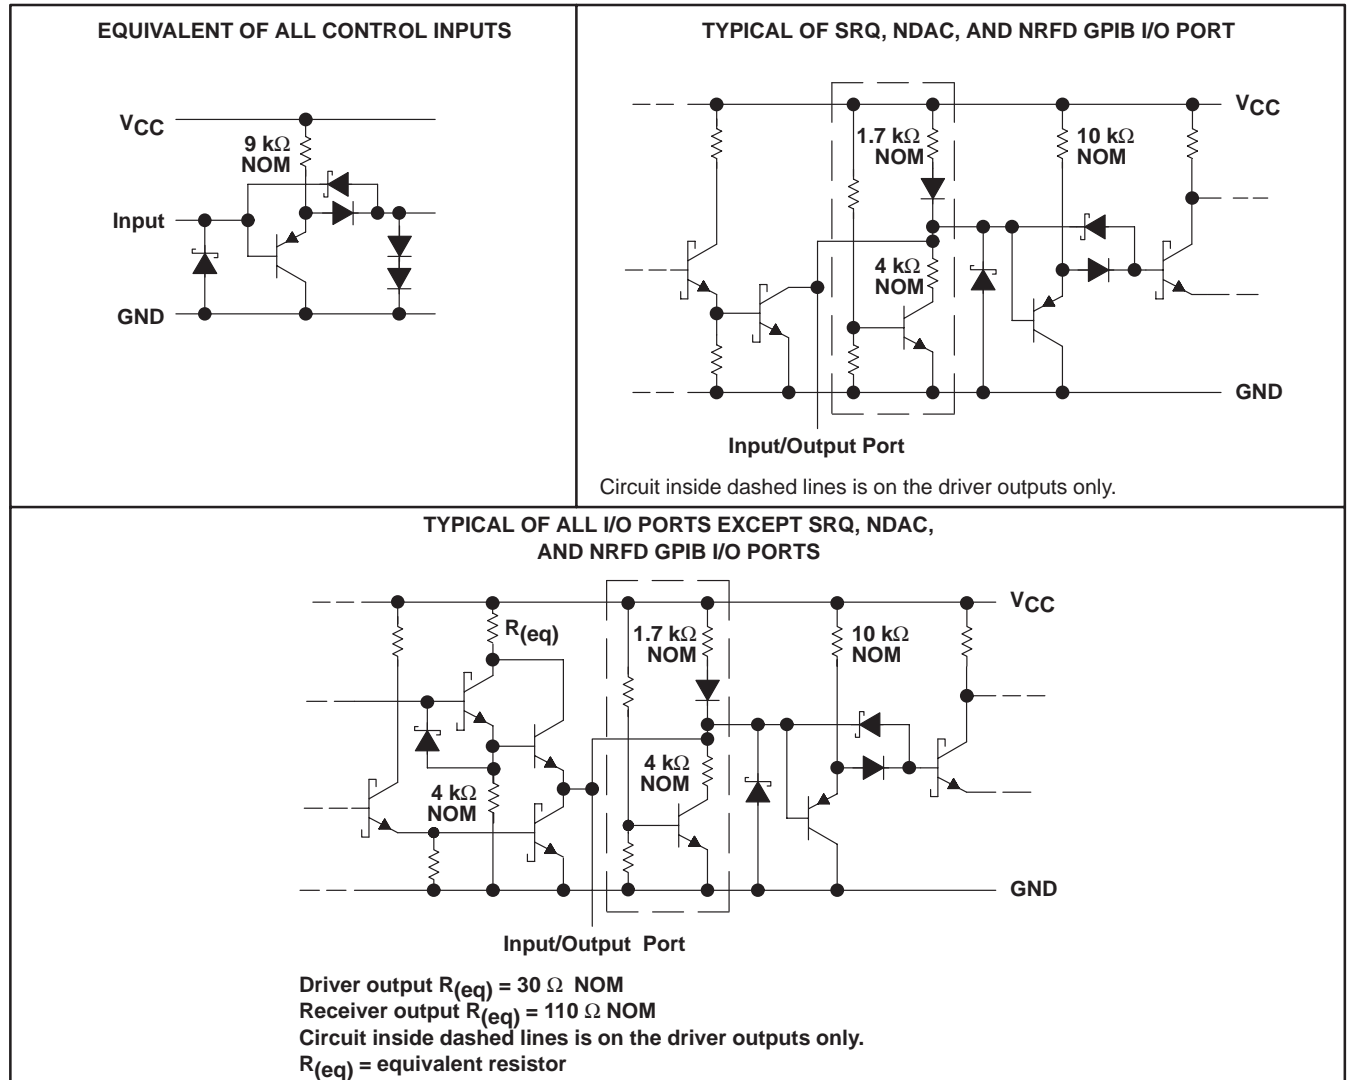 EQUIVALENT OF ALL CONTROL INPUTS
VCC
9 kΩ
NOM
Input
GND
TYPICAL OF SRQ, NDAC, AND NRFD GPIB I/O PORT
VCC
1.7 kΩ
NOM
10 kΩ
NOM
4 kΩ
NOM
GND
Input/Output Port
Circuit inside dashed lines is on the driver outputs only.
TYPICAL OF ALL I/O PORTS EXCEPT SRQ, NDAC,
AND NRFD GPIB I/O PORTS
VCC
R(eq)
1.7 kΩ
NOM
10 kΩ
NOM
4 kΩ
NOM
4 kΩ
NOM
GND
Input/Output Port
Driver output R(eq) = 30 Ω NOM
Receiver output R(eq) = 110 Ω NOM
Circuit inside dashed lines is on the driver outputs only.
R(eq) = equivalent resistor